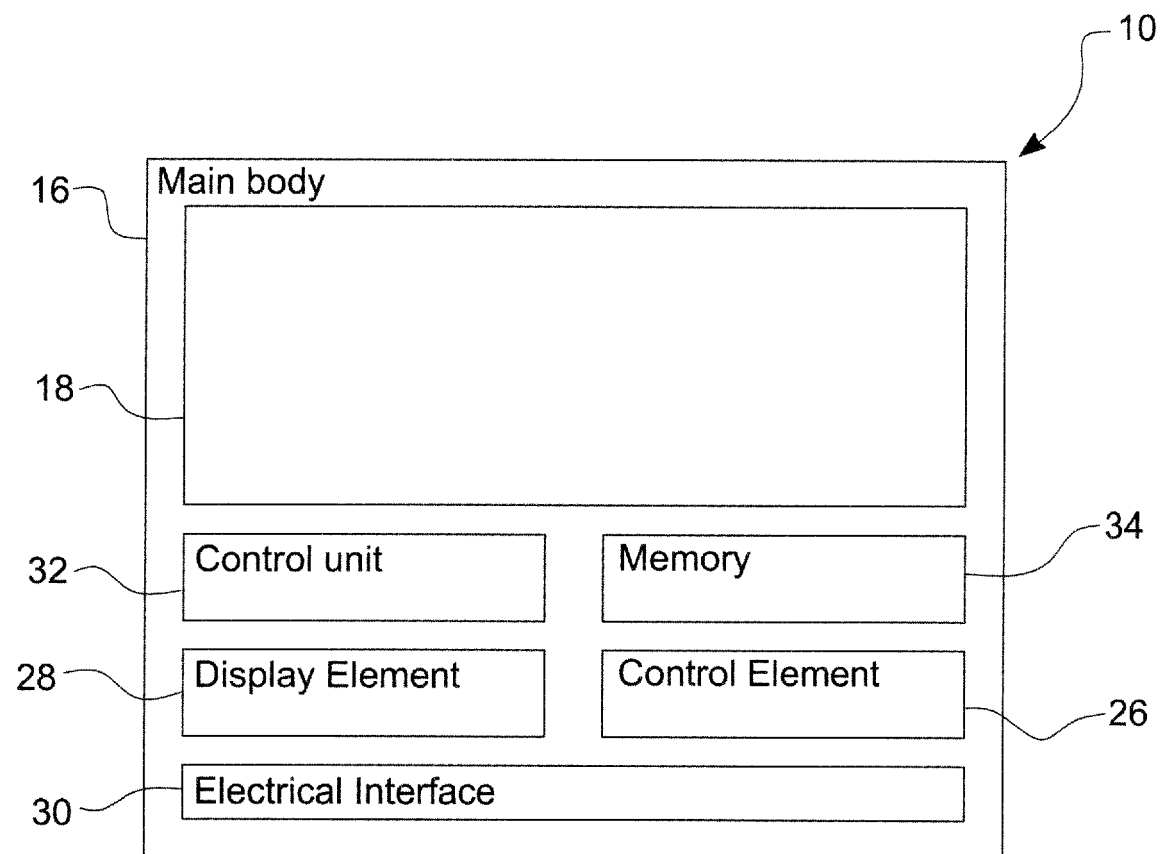 10
Main body
16
18
Control unit
Memory
34
32
Display Element
Control Element
28
26
Electrical Interface
30